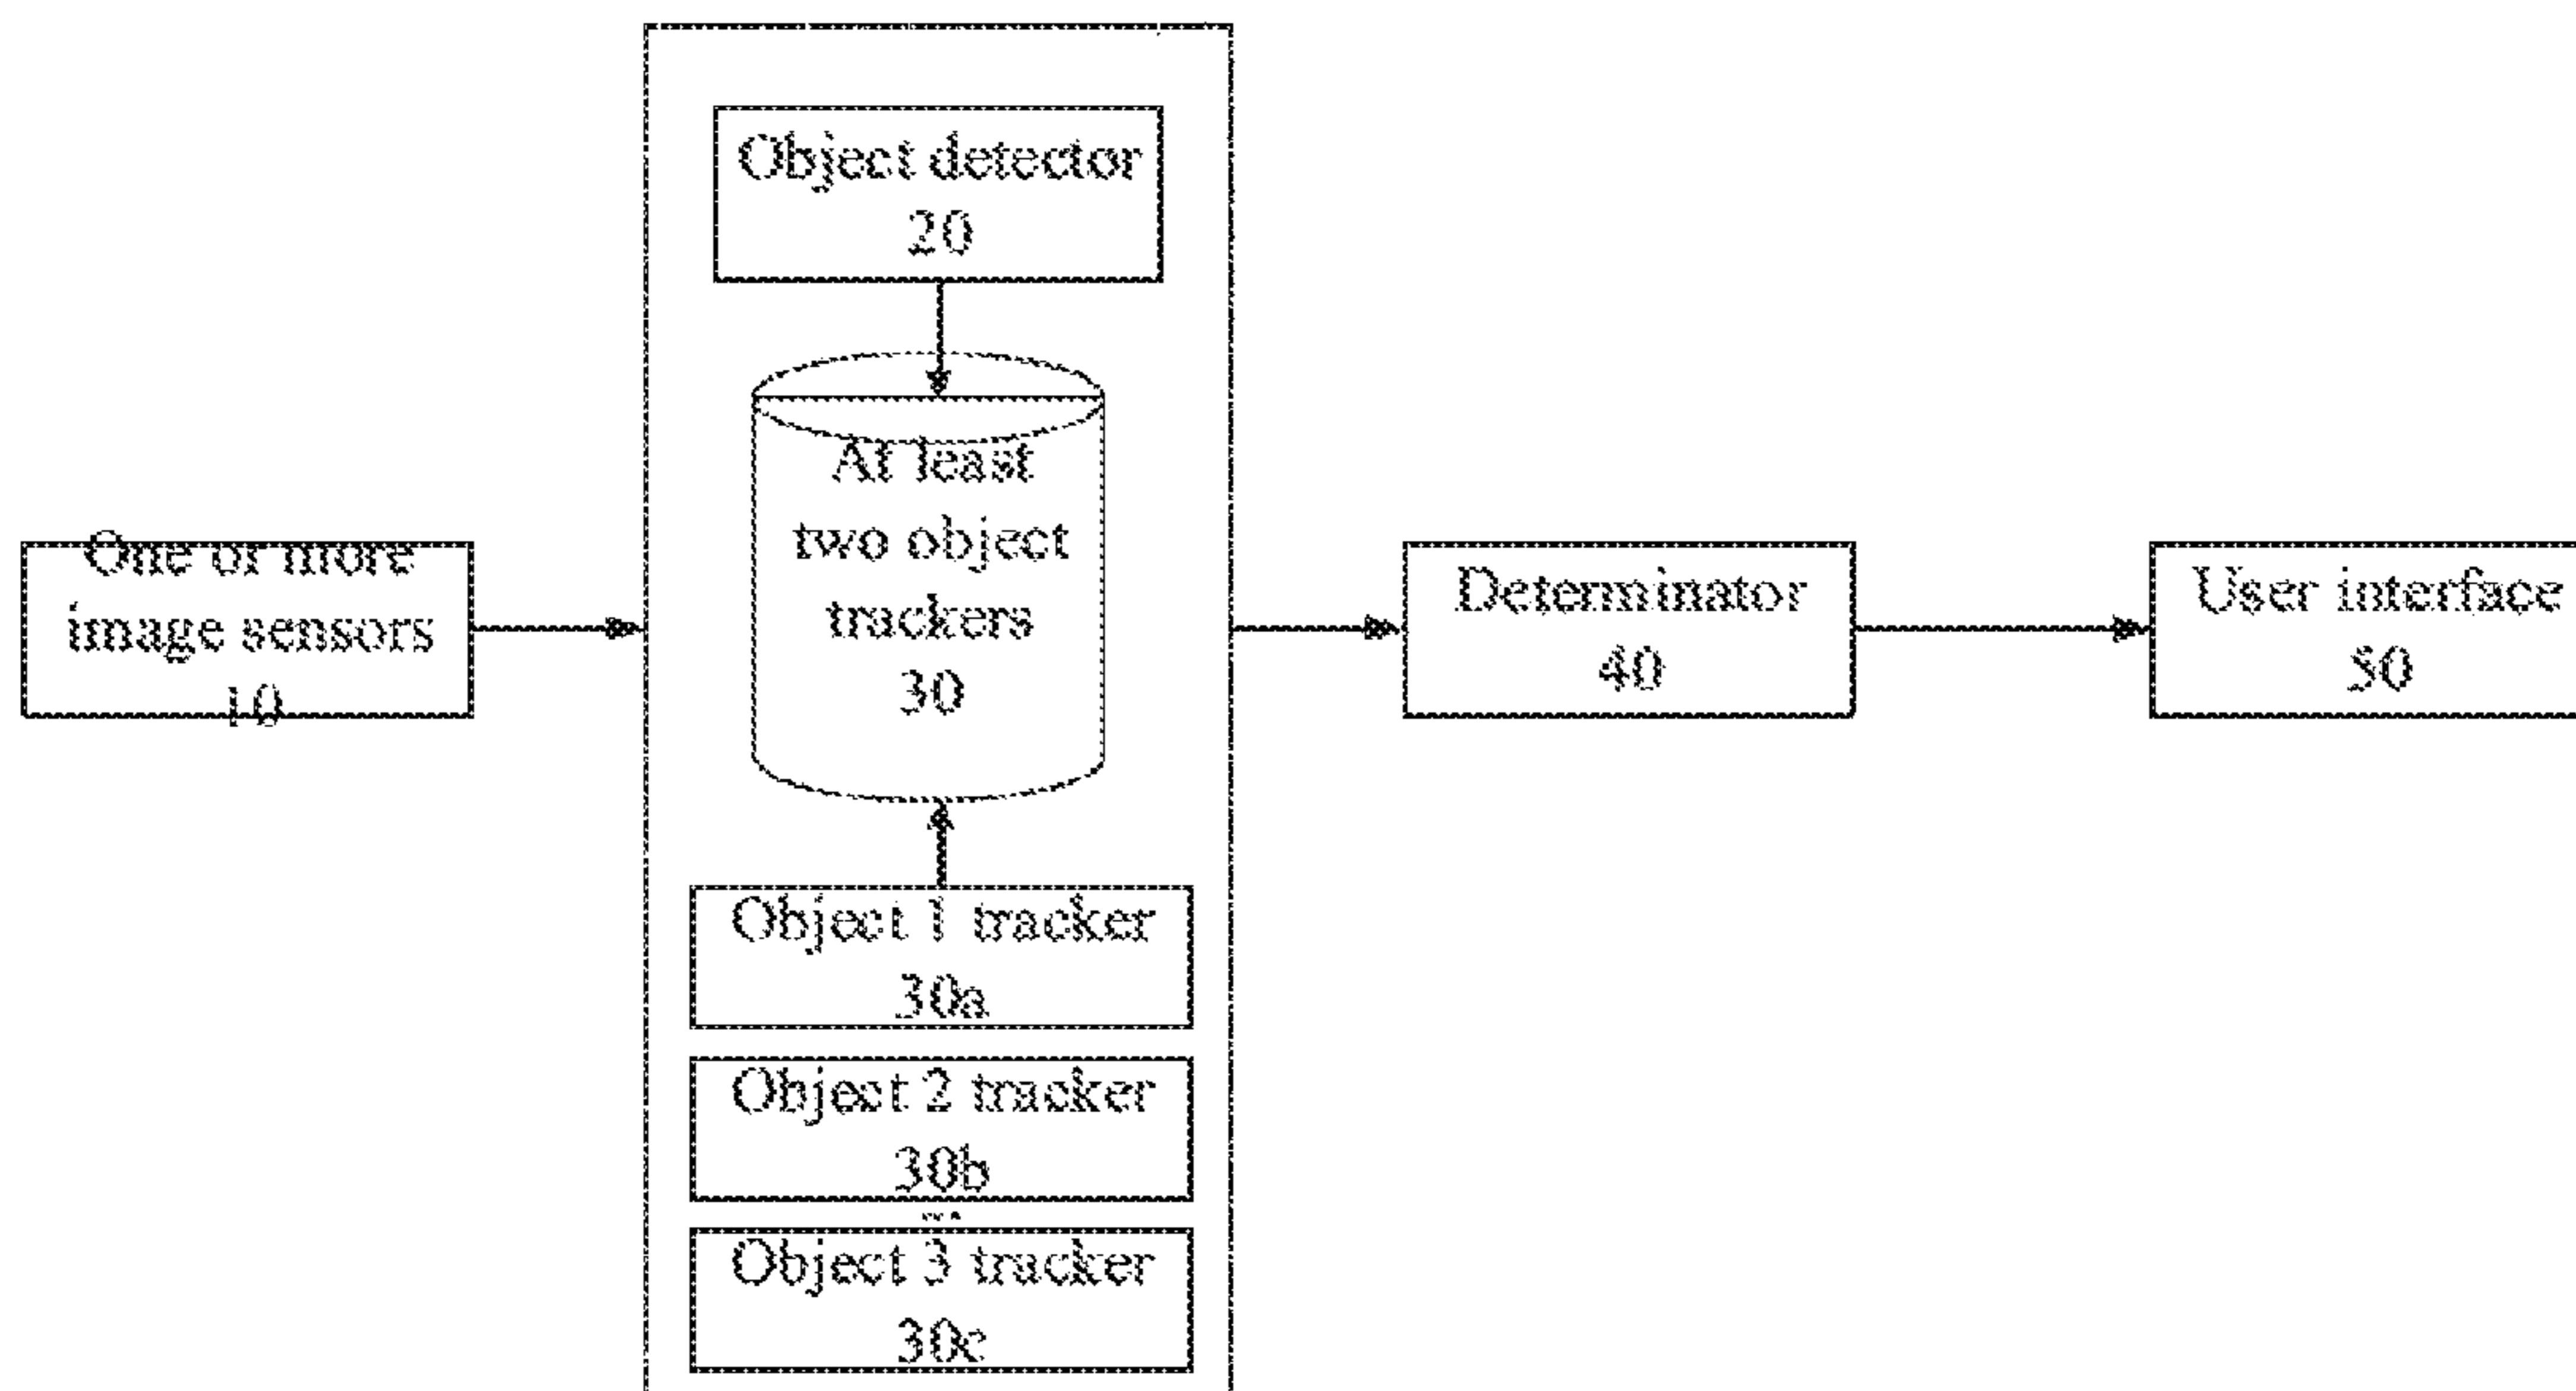 Object detector
20
At least
two object
trackers
30
One or more
image sensors
10
Determinator
40
User interface
50
Object 1 tracker
30a
Object 2 tracker
30b
...
Object 3 tracker
30c